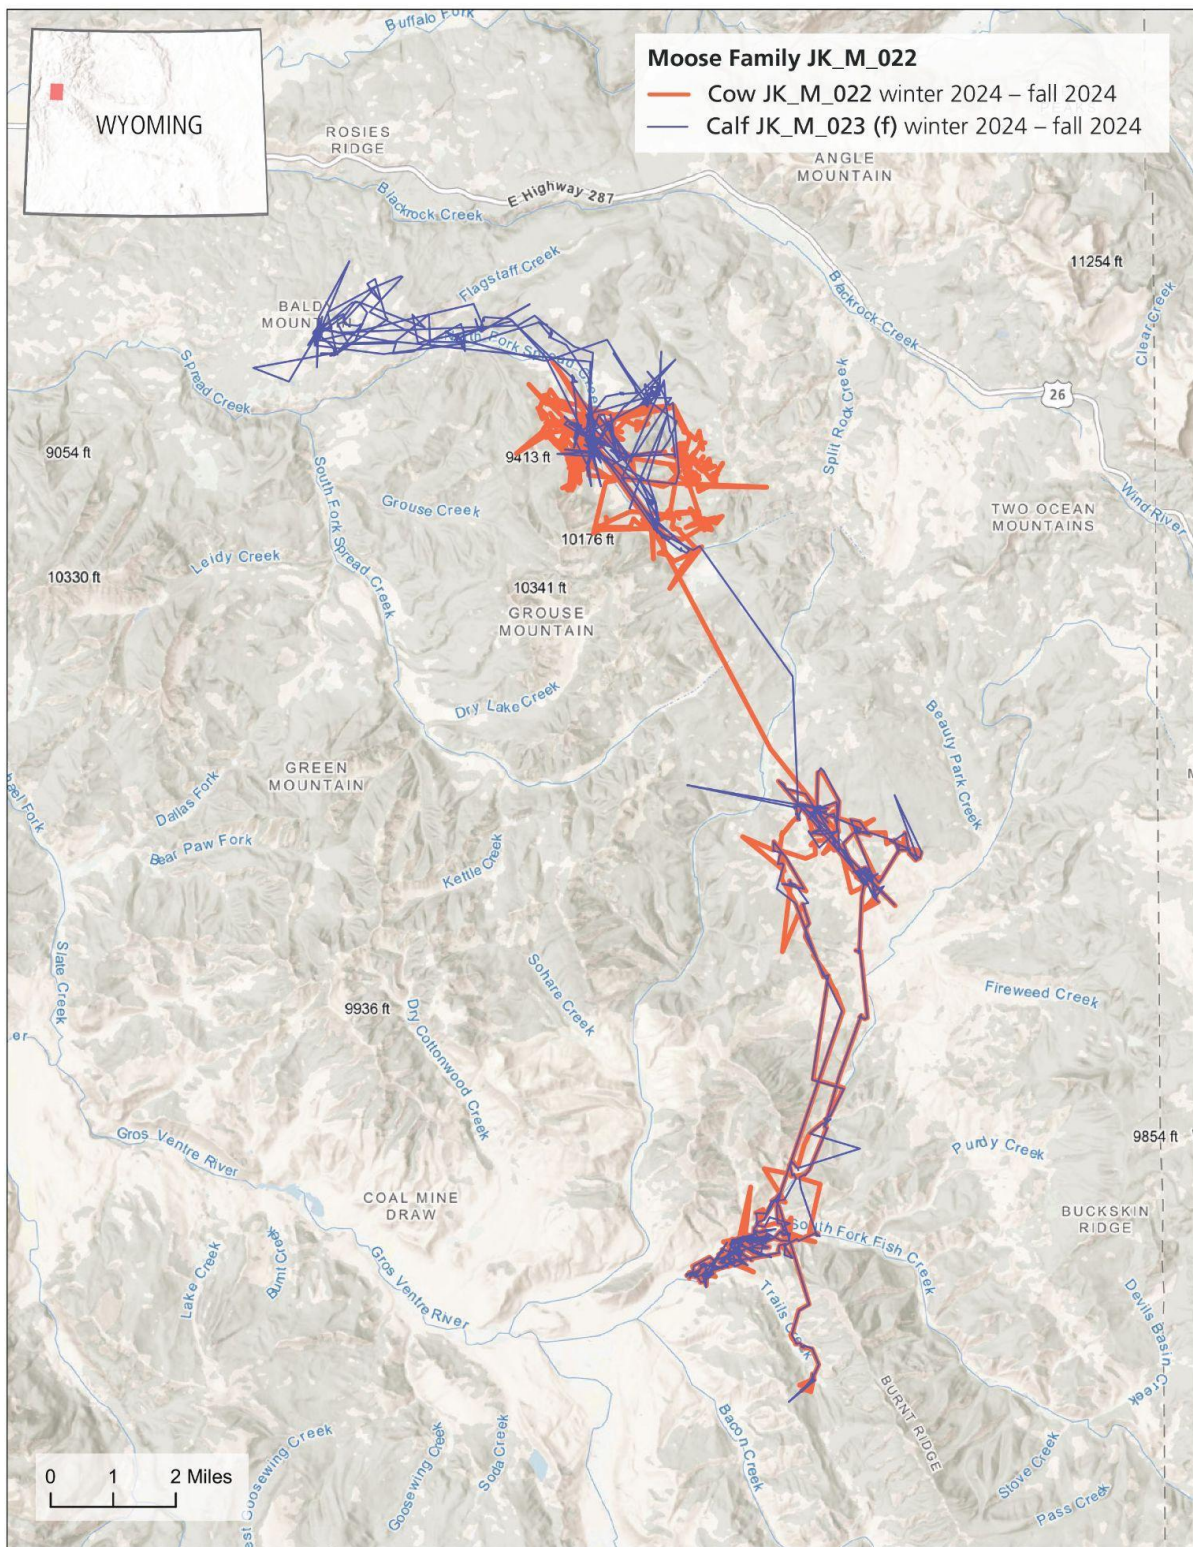 Buffalo Fork
Moose Family JK_M_022
Cow JK_M_022 winter 2024 – fall 2024
Calf JK_M_023 (f) winter 2024 – fall 2024
WYOMING
ROSIES
RIDGE
ANGLE
MOUNTAIN
E Highway 287
Blackrock Creek
Flagstaff Creek
11254 ft
Blackrock Creek
Clear Creek
BALDY
MOUNTAIN
North Fork Spread Creek
Spread Creek
26
Split Rock Creek
9054 ft
9413 ft
South Fork Spread Creek
Grouse Creek
Wind River
TWO OCEAN
MOUNTAINS
10176 ft
Leidy Creek
10330 ft
10341 ft
GROUSE
MOUNTAIN
Dry Lake Creek
Beauty Park Creek
GREEN
MOUNTAIN
Dallas Fork
Bear Paw Fork
Kettle Creek
Slate Creek
Sohare Creek
Fireweed Creek
9936 ft
Dry Cottonwood Creek
Gros Ventre River
Purdy Creek
9854 ft
COAL MINE
DRAW
BUCKSKIN
RIDGE
South Fork Fish Creek
Lake Creek
Burnt Creek
Gros Ventre River
Trails Creek
Devils Basin Creek
BURNT RIDGE
Bacon Creek
Goosewing Creek
Soda Creek
Stove Creek
Pass Creek
0 1 2 Miles